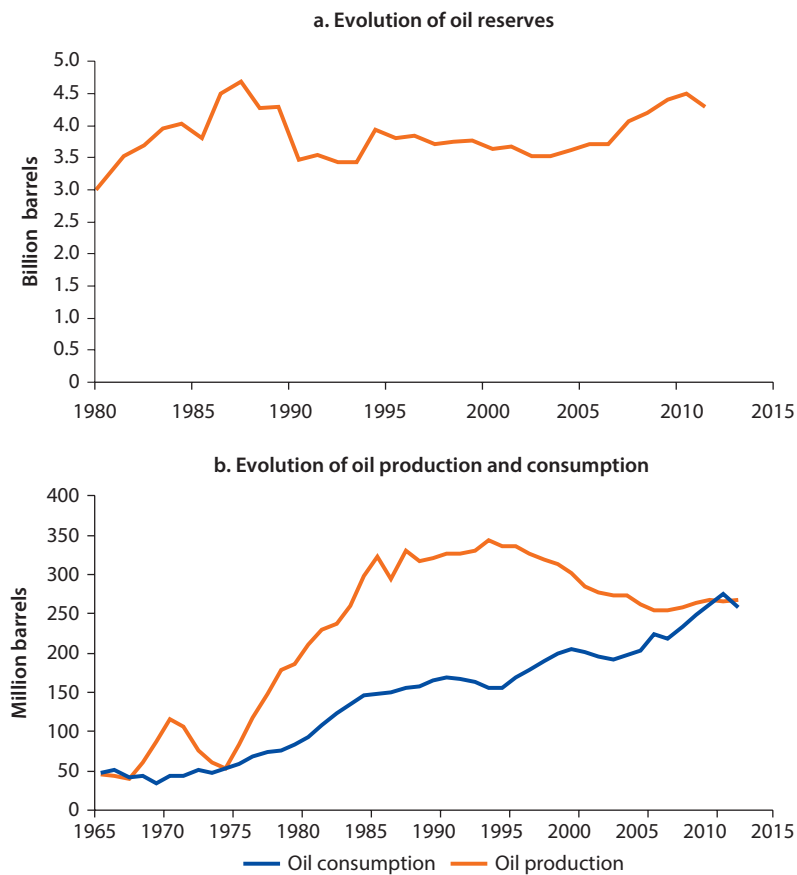 a. Evolution of oil reserves
Billion barrels
5.0
4.5
4.0
3.5
3.0
2.5
2.0
1.5
1.0
0.5
0
1980 1985 1990 1995 2000 2005 2010 2015
b. Evolution of oil production and consumption
Million barrels
400
350
300
250
200
150
100
50
0
1965 1970 1975 1980 1985 1990 1995 2000 2005 2010 2015
Oil consumption Oil production